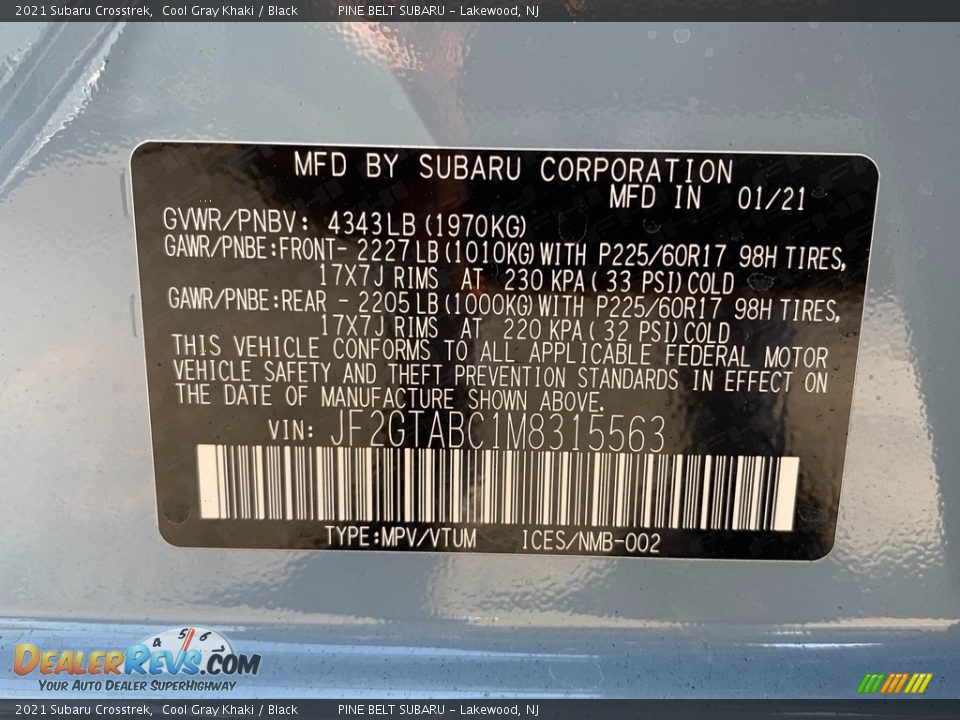 2021 Subaru Crosstrek, Cool Gray Khaki / Black PINE BELT SUBARU - Lakewood, NJ
MFD BY SUBARU CORPORATION
MFD IN 01/21
GVWR/PNBV: 4343LB(1970KG)
GAWR/PNBE:FRONT- 2227LB(1010KG)WITH P225/60R17 98H TIRES,
17X7J RIMS AT 230 KPA(33 PSI)COLD
GAWR/PNBE:REAR - 2205LB(1000KG)WITH P225/60R17 98H TIRES,
17X7J RIMS AT 220 KPA(32 PSI)COLD
THIS VEHICLE CONFORMS TO ALL APPLICABLE FEDERAL MOTOR
VEHICLE SAFETY AND THEFT PREVENTION STANDARDS IN EFFECT ON
THE DATE OF MANUFACTURE SHOWN ABOVE.
VIN: JF2GTABC1M8315563
TYPE:MPV/VTUM ICES/NMB-002
4 5 6
DEALERREVS.COM
YOUR AUTO DEALER SUPERHIGHWAY
2021 Subaru Crosstrek, Cool Gray Khaki / Black PINE BELT SUBARU - Lakewood, NJ